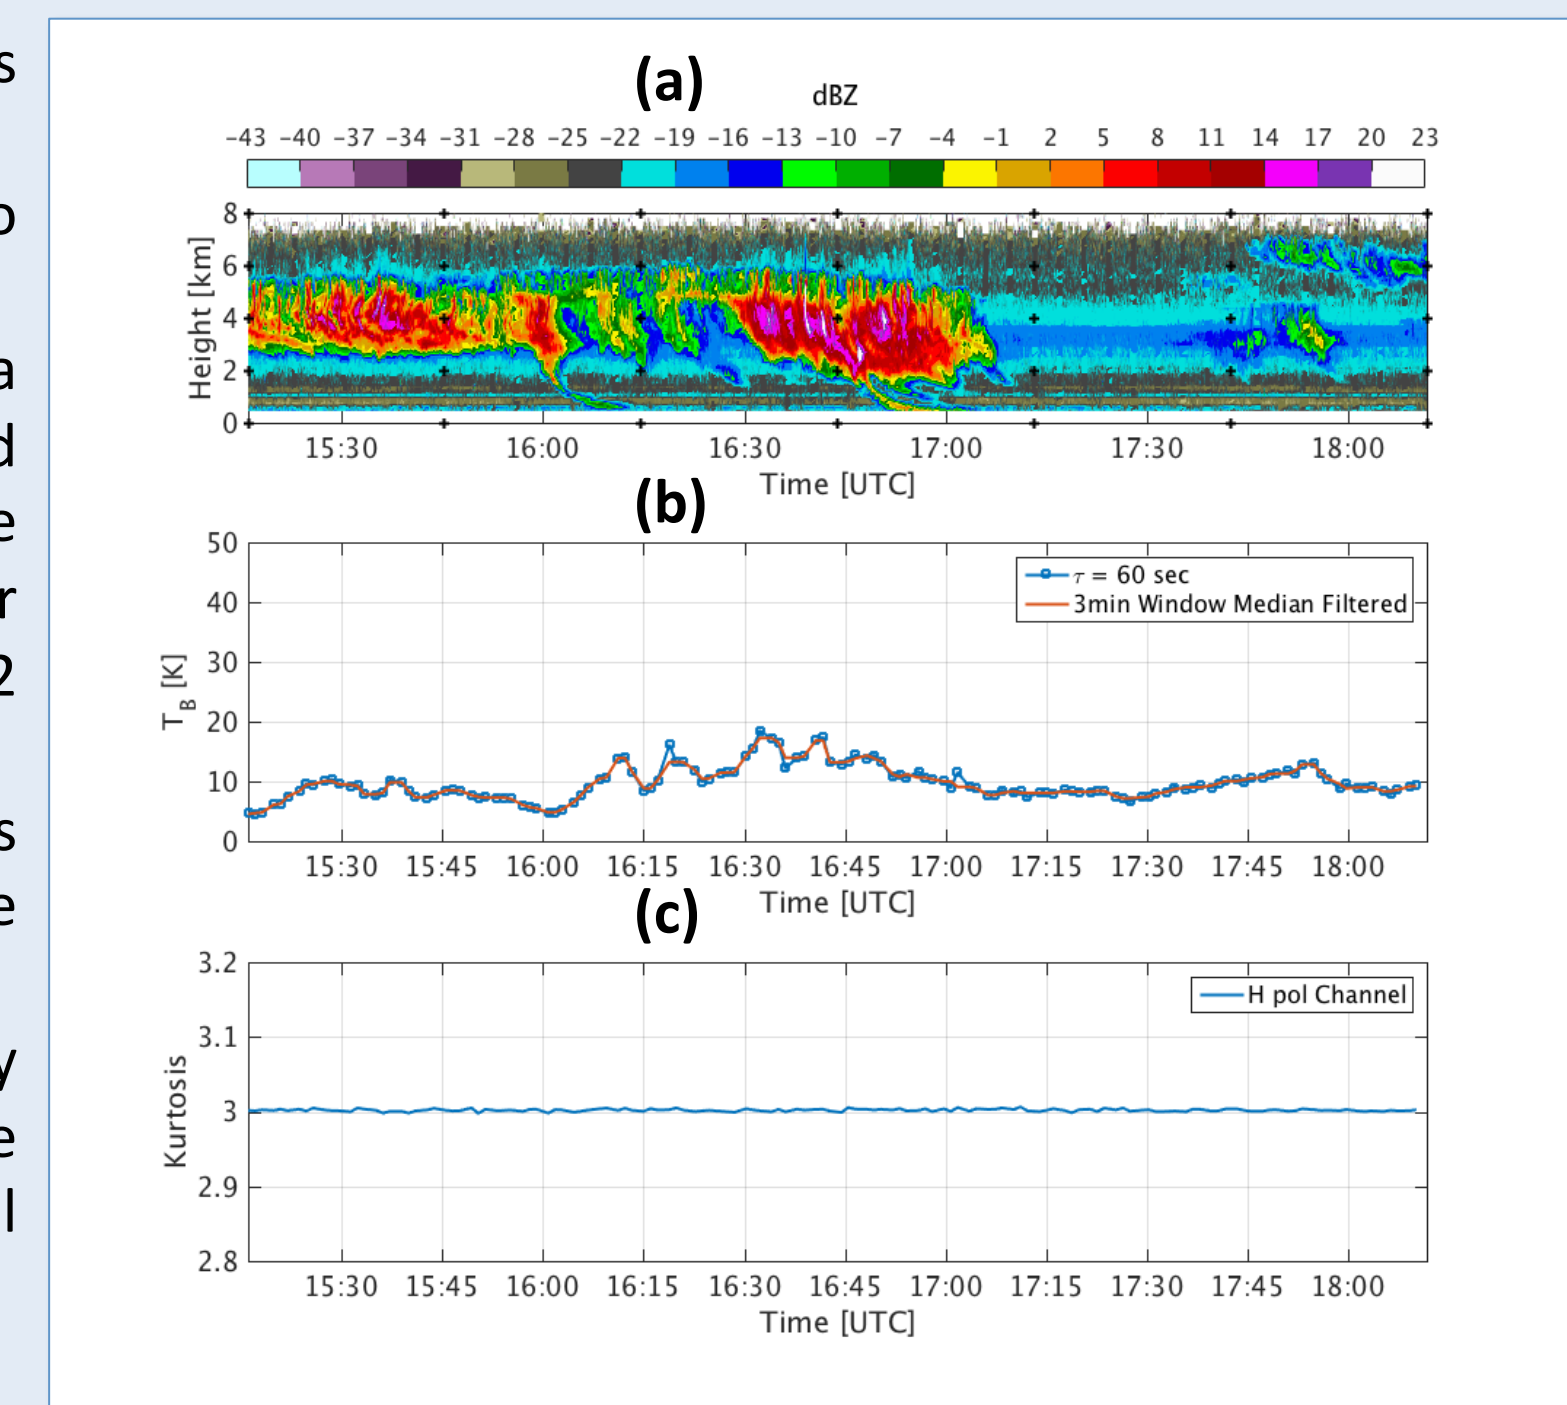 s
o
a
d
e
r
2
s
e
y
e
l
(a)
dBZ
−43 −40 −37 −34 −31 −28 −25 −22 −19 −16 −13 −10 −7 −4 −1 2 5 8 11 14 17 20 23
Height [km]
8
6
4
2
0
15:30 16:00 16:30 17:00 17:30 18:00
Time [UTC]
(b)
T_B [K]
50
40
30
20
10
0
τ = 60 sec
3min Window Median Filtered
15:30 15:45 16:00 16:15 16:30 16:45 17:00 17:15 17:30 17:45 18:00
Time [UTC]
(c)
Kurtosis
3.2
3.1
3
2.9
2.8
H pol Channel
15:30 15:45 16:00 16:15 16:30 16:45 17:00 17:15 17:30 17:45 18:00
Time [UTC]